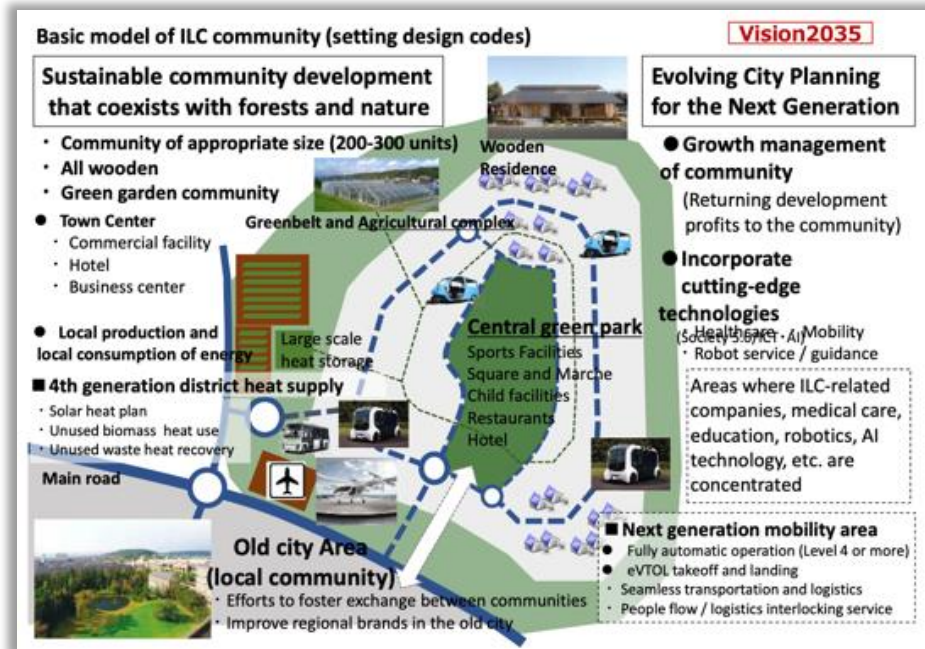 Basic model of ILC community (setting design codes)
Vision2035
Sustainable community development
that coexists with forests and nature
・ Community of appropriate size (200-300 units)
・ All wooden
・ Green garden community
● Town Center
・ Commercial facility
・ Hotel
・ Business center
● Local production and
local consumption of energy
■ 4th generation district heat supply
・ Solar heat plan
・ Unused biomass heat use
・ Unused waste heat recovery
Main road
Wooden
Residence
Greenbelt and Agricultural complex
Large scale
heat storage
Central green park
Sports Facilities
Square and Marche
Child facilities
Restaurants
Hotel
Old city Area
(local community)
・ Efforts to foster exchange between communities
・ Improve regional brands in the old city
Evolving City Planning
for the Next Generation
● Growth management
of community
(Returning development
profits to the community)
● Incorporate
cutting-edge
technologies
(Society 5.0/ICT・AI)
・ Healthcare ・ Mobility
・ Robot service / guidance
Areas where ILC-related
companies, medical care,
education, robotics, AI
technology, etc. are
concentrated
■ Next generation mobility area
● Fully automatic operation (Level 4 or more)
● eVTOL takeoff and landing
・ Seamless transportation and logistics
・ People flow / logistics interlocking service